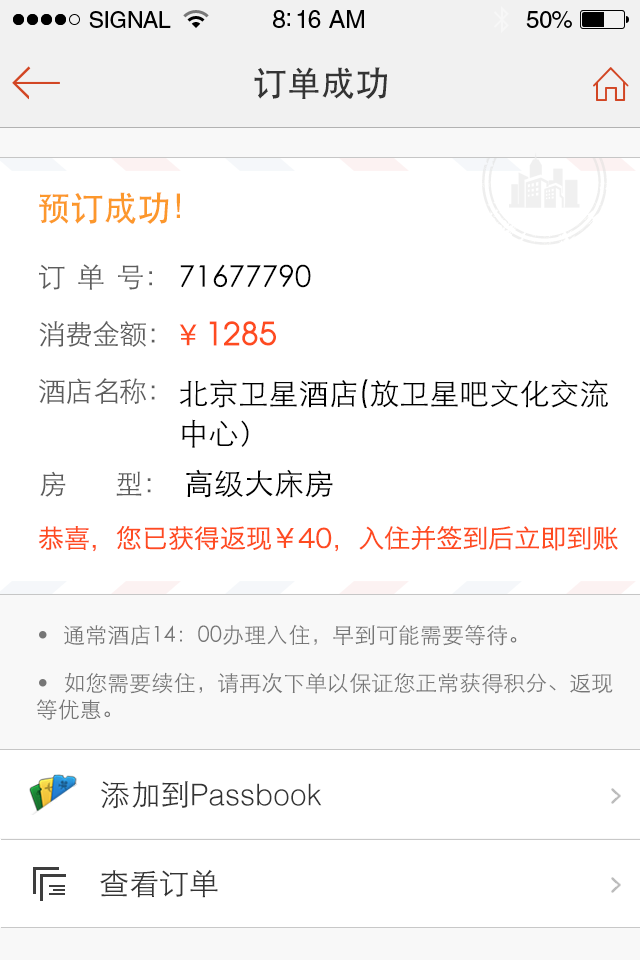 SIGNAL 8:16 AM 50%
订单成功
预订成功!
订 单 号： 71677790
消费金额： ¥ 1285
酒店名称： 北京卫星酒店(放卫星吧文化交流
中心）
房 型： 高级大床房
恭喜，您已获得返现￥40，入住并签到后立即到账
• 通常酒店14：00办理入住，早到可能需要等待。
• 如您需要续住，请再次下单以保证您正常获得积分、返现
等优惠。
添加到Passbook
查看订单